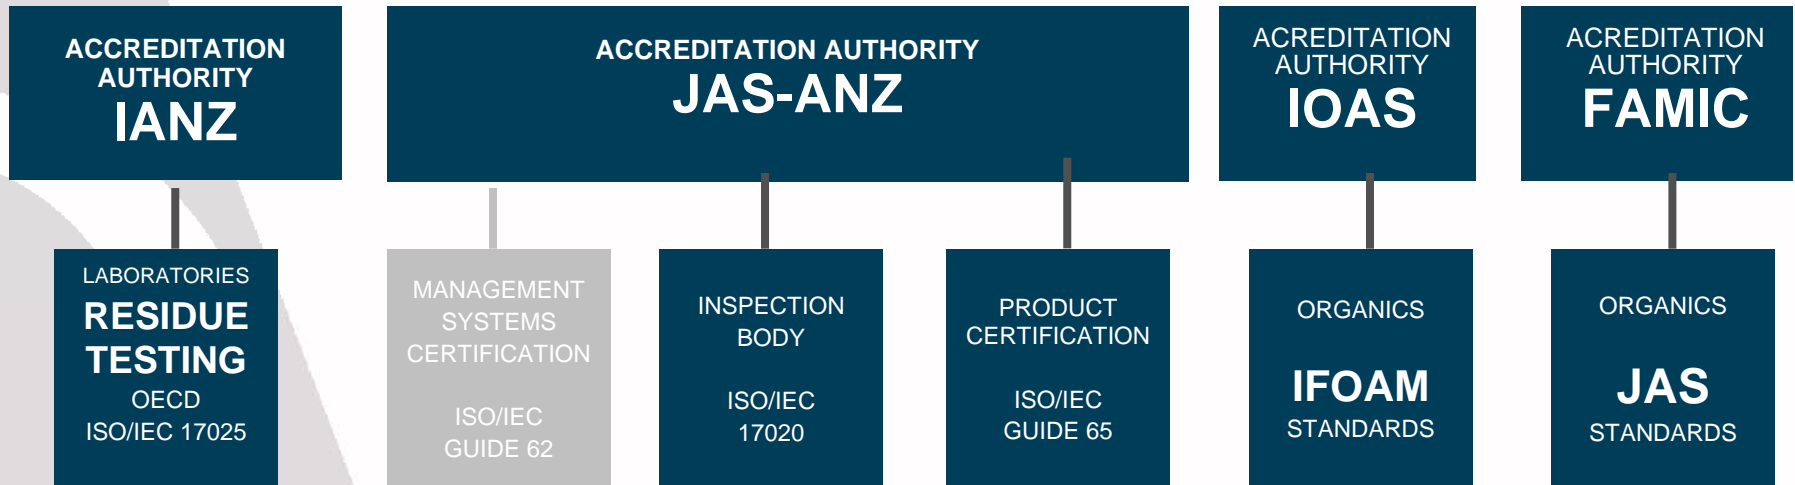 ACCREDITATION
AUTHORITY
IANZ
ACCREDITATION AUTHORITY
JAS-ANZ
ACREDITATION
AUTHORITY
IOAS
ACREDITATION
AUTHORITY
FAMIC
LABORATORIES
RESIDUE
TESTING
OECD
ISO/IEC 17025
MANAGEMENT
SYSTEMS
CERTIFICATION
ISO/IEC
GUIDE 62
INSPECTION
BODY
ISO/IEC
17020
PRODUCT
CERTIFICATION
ISO/IEC
GUIDE 65
ORGANICS
IFOAM
STANDARDS
ORGANICS
JAS
STANDARDS